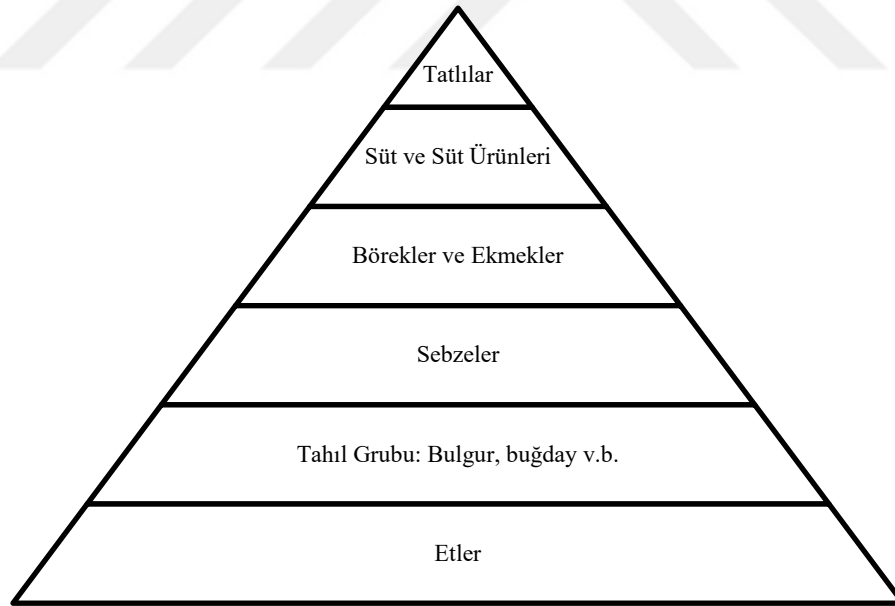 Tatlılar
Süt ve Süt Ürünleri
Börekler ve Ekmekler
Sebzeler
Tahıl Grubu: Bulgur, buğday v.b.
Etler